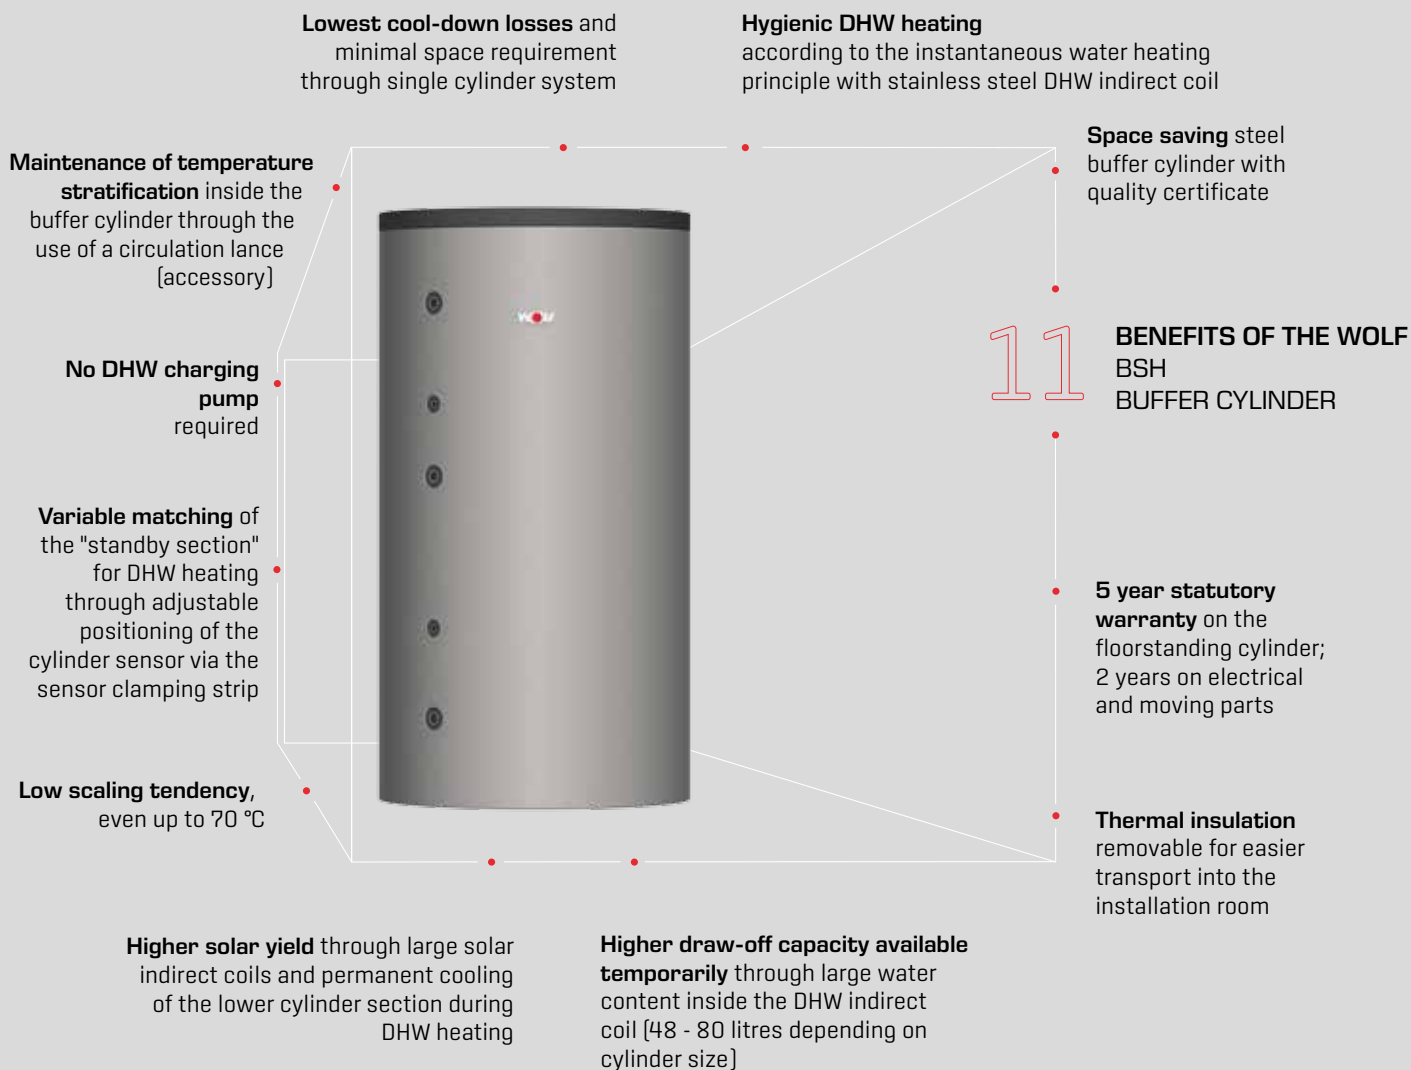 Lowest cool-down losses and
minimal space requirement
through single cylinder system
Hygienic DHW heating
according to the instantaneous water heating
principle with stainless steel DHW indirect coil
Space saving steel
buffer cylinder with
quality certificate
Maintenance of temperature
stratification inside the
buffer cylinder through the
use of a circulation lance
(accessory)
WOLF
11
BENEFITS OF THE WOLF
BSH
BUFFER CYLINDER
No DHW charging
pump
required
Variable matching of
the "standby section"
for DHW heating
through adjustable
positioning of the
cylinder sensor via the
sensor clamping strip
5 year statutory
warranty on the
floorstanding cylinder;
2 years on electrical
and moving parts
Low scaling tendency,
even up to 70 °C
Thermal insulation
removable for easier
transport into the
installation room
Higher solar yield through large solar
indirect coils and permanent cooling
of the lower cylinder section during
DHW heating
Higher draw-off capacity available
temporarily through large water
content inside the DHW indirect
coil (48 - 80 litres depending on
cylinder size)